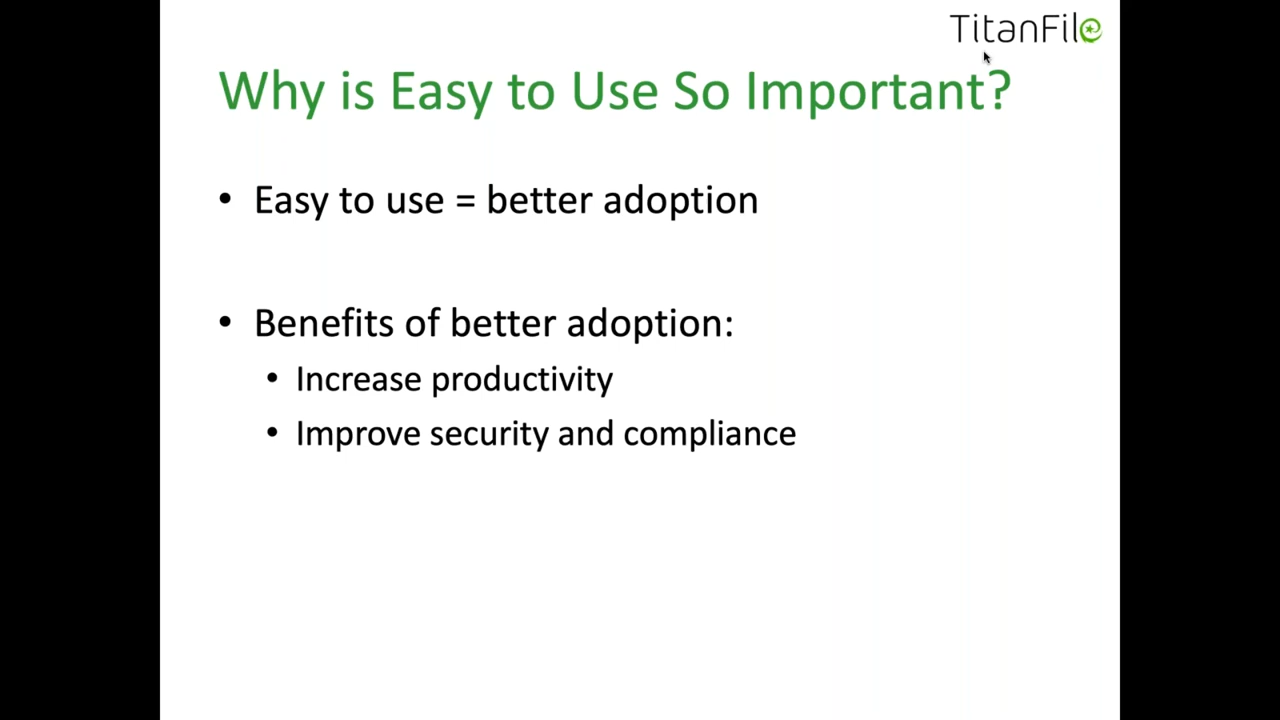 TitanFile
Why is Easy to Use So Important?
• Easy to use = better adoption
• Benefits of better adoption:
• Increase productivity
• Improve security and compliance